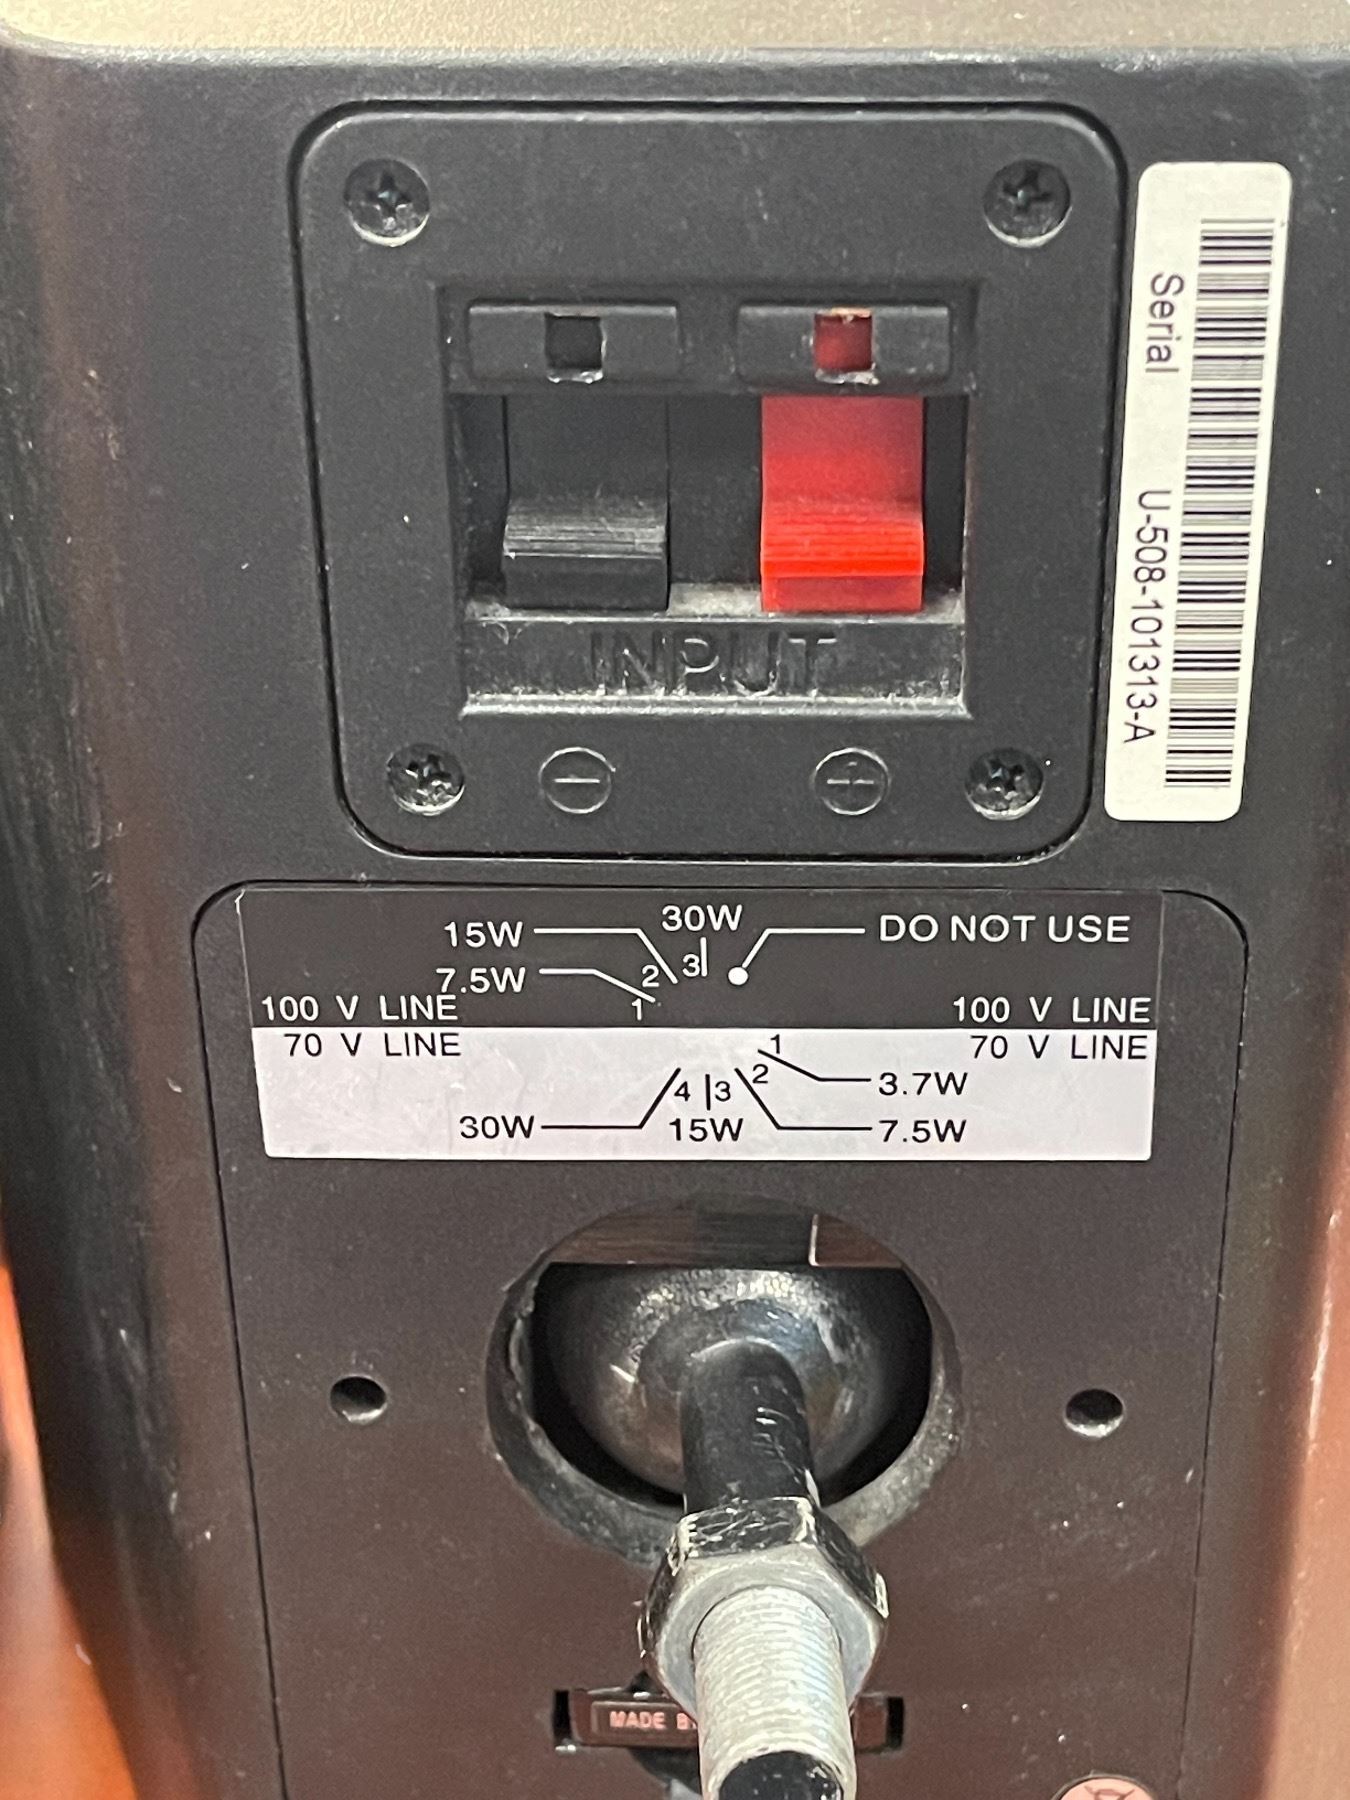 Serial U-508-101313-A
INPUT
− +
30W
15W DO NOT USE
7.5W 2 3
1
100 V LINE 100 V LINE
70 V LINE 70 V LINE
1
4 3 2 3.7W
30W 15W 7.5W
MADE